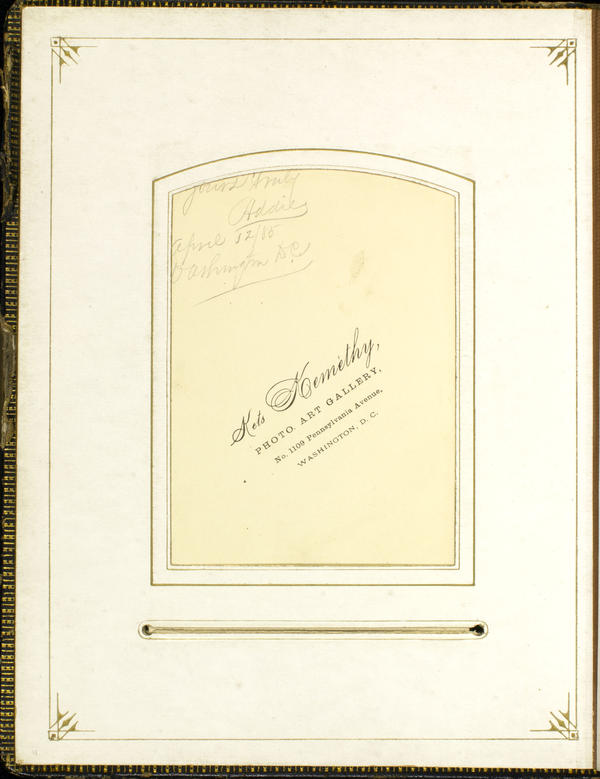 Yours Truly
Addie
April 12/85
Washington D.C.
Kets Kemethy,
PHOTO. ART GALLERY,
No. 1109 Pennsylvania Avenue,
WASHINGTON, D. C.